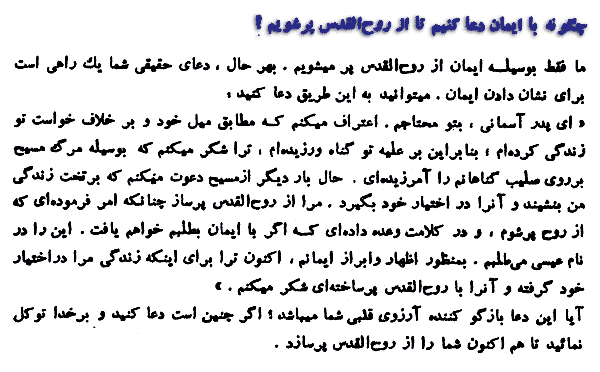 چگونه با ایمان دعا کنیم تا از روح‌القدس پرشویم ؟
ما فقط بوسیلـه ایمان از روح‌القدس پر میشویم . بهر حال ، دعای حقیقی شما یك راهی است
برای نشان دادن ایمان . میتوانید به این طریق دعا کنید :
« ای پدر آسمانی ، بتو محتاجم . اعتراف میکنم کـه مطابق میل خود و بر خلاف خواست تو
زندگی کرده‌ام ؛ بنابراین بر علیه تو گناه ورزیده‌ام ، ترا شکر میکنم که بوسیله مرگ مسیح
برروی صلیب گناهانم را آمرزیده‌ای . حال بار دیگر ازمسیح دعوت میکنم که برتخت زندگی
من بنشیند و آنرا در اختیار خود بگیرد . مرا از روح‌القدس پرساز چنانکه امر فرموده‌ای که
از روح پرشوم ، و در کلامت وعده داده‌ای کـه اگر با ایمان بطلبم خواهم یافت . این را در
نام عیسی می‌طلبم . بمنظور اظهار وابراز ایمانم ، اکنون ترا برای اینکه زندگی مرا دراختیار
خود گرفته و آنرا با روح‌القدس پرساخته‌ای شکر میکنم . »
آیا این دعا بازگو کننده آرزوی قلبی شما میباشد ؟ اگر چنین است دعا کنید و برخدا توکل
نمائید تا هم اکنون شما را از روح‌القدس پرسازد .